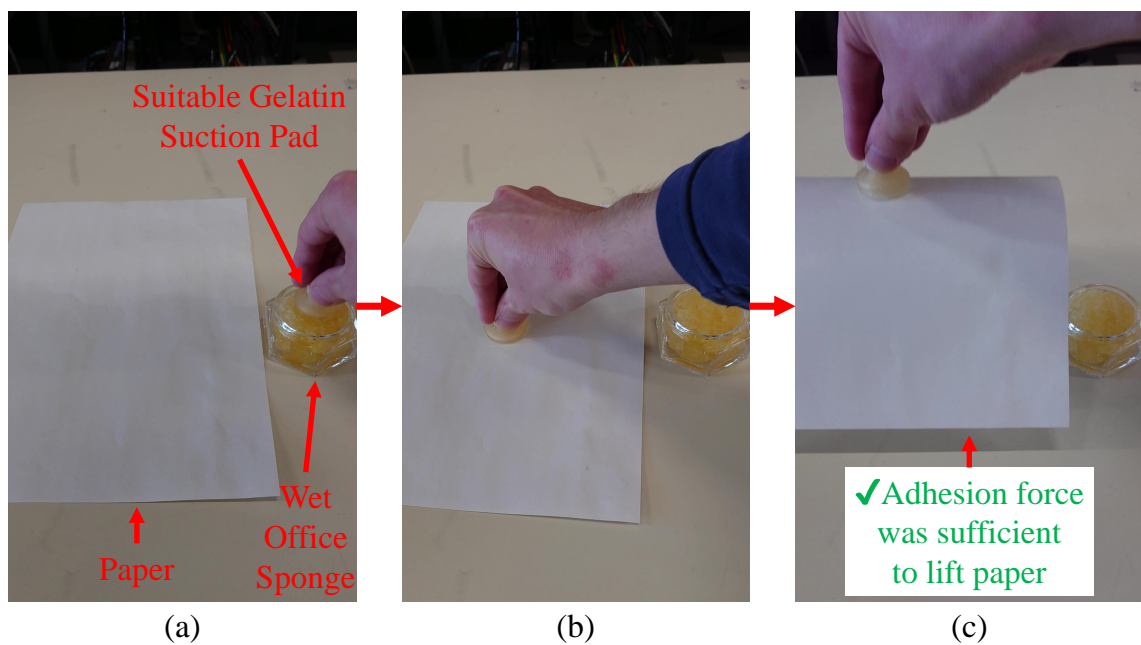 Suitable Gelatin
Suction Pad
Wet
Office
Sponge
Paper
✓Adhesion force
was sufficient
to lift paper
(a)
(b)
(c)